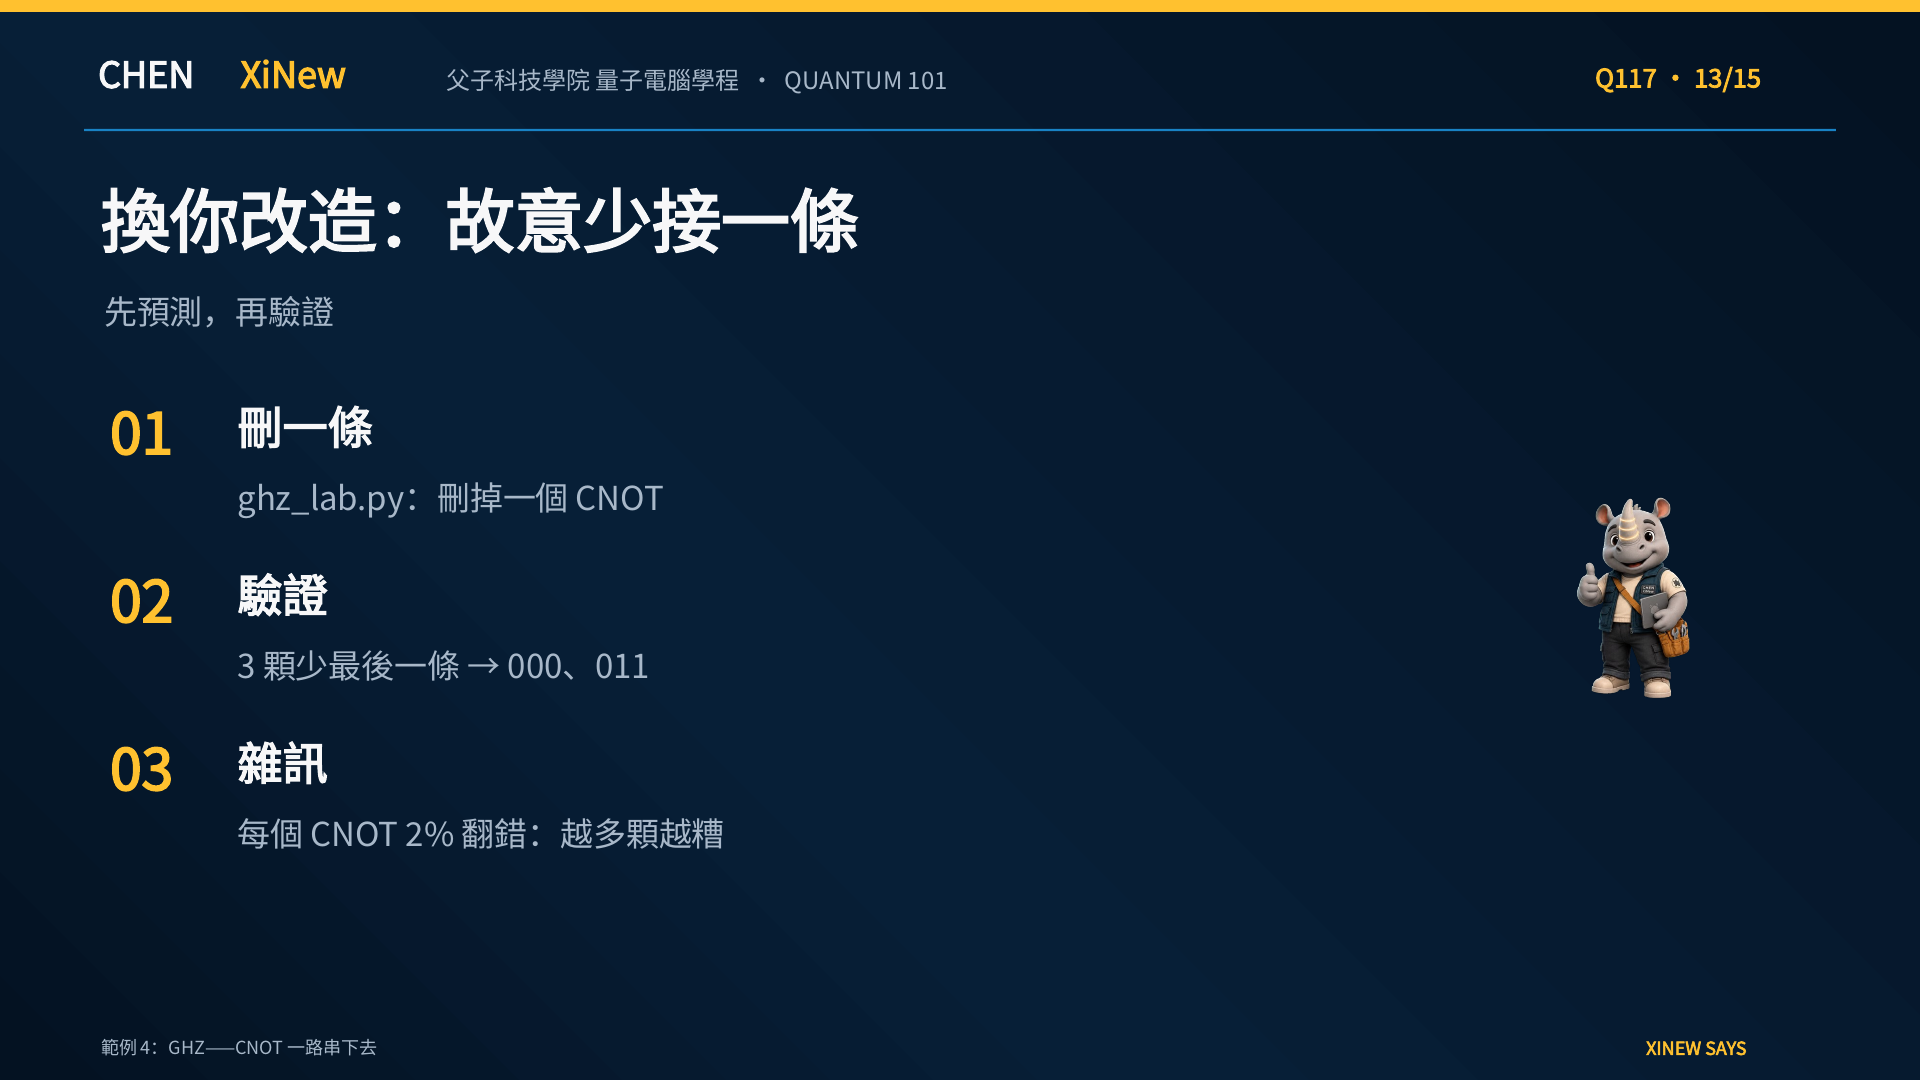 CHEN XiNew 父子科技學院 量子電腦學程 · QUANTUM 101 Q117 · 13/15
換你改造：故意少接一條
先預測，再驗證
01 刪一條
ghz_lab.py：刪掉一個 CNOT
02 驗證
3 顆少最後一條 → 000、011
03 雜訊
每個 CNOT 2% 翻錯：越多顆越糟
範例 4：GHZ——CNOT 一路串下去 XINEW SAYS